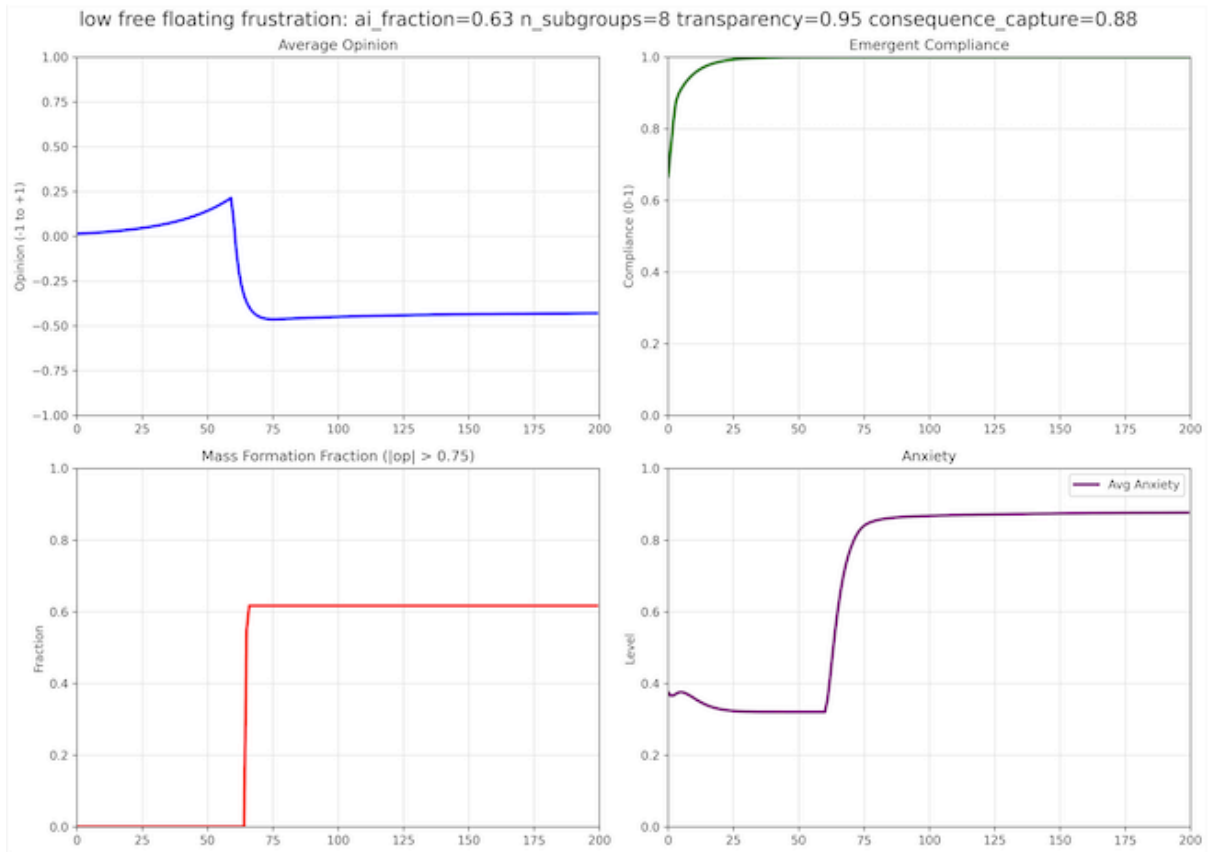 low free floating frustration: ai_fraction=0.63 n_subgroups=8 transparency=0.95 consequence_capture=0.88
Average Opinion
Emergent Compliance
1.00
0.75
0.50
0.25
0.00
−0.25
−0.50
−0.75
−1.00
Opinion (-1 to +1)
0 25 50 75 100 125 150 175 200
1.0
0.8
0.6
0.4
0.2
0.0
Compliance (0-1)
0 25 50 75 100 125 150 175 200
Mass Formation Fraction (|op| > 0.75)
Anxiety
1.0
0.8
0.6
0.4
0.2
0.0
Fraction
0 25 50 75 100 125 150 175 200
1.0
0.8
0.6
0.4
0.2
0.0
Level
Avg Anxiety
0 25 50 75 100 125 150 175 200